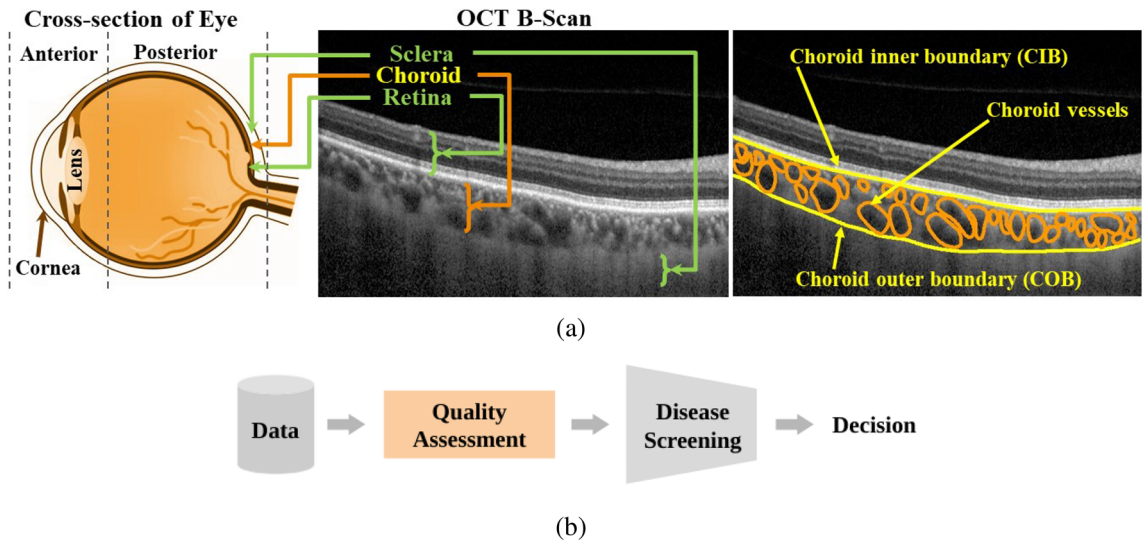 Cross-section of Eye
OCT B-Scan
Anterior
Posterior
Sclera
Choroid
Retina
Lens
Cornea
Choroid inner boundary (CIB)
Choroid vessels
Choroid outer boundary (COB)
(a)
Data
Quality
Assessment
Disease
Screening
Decision
(b)